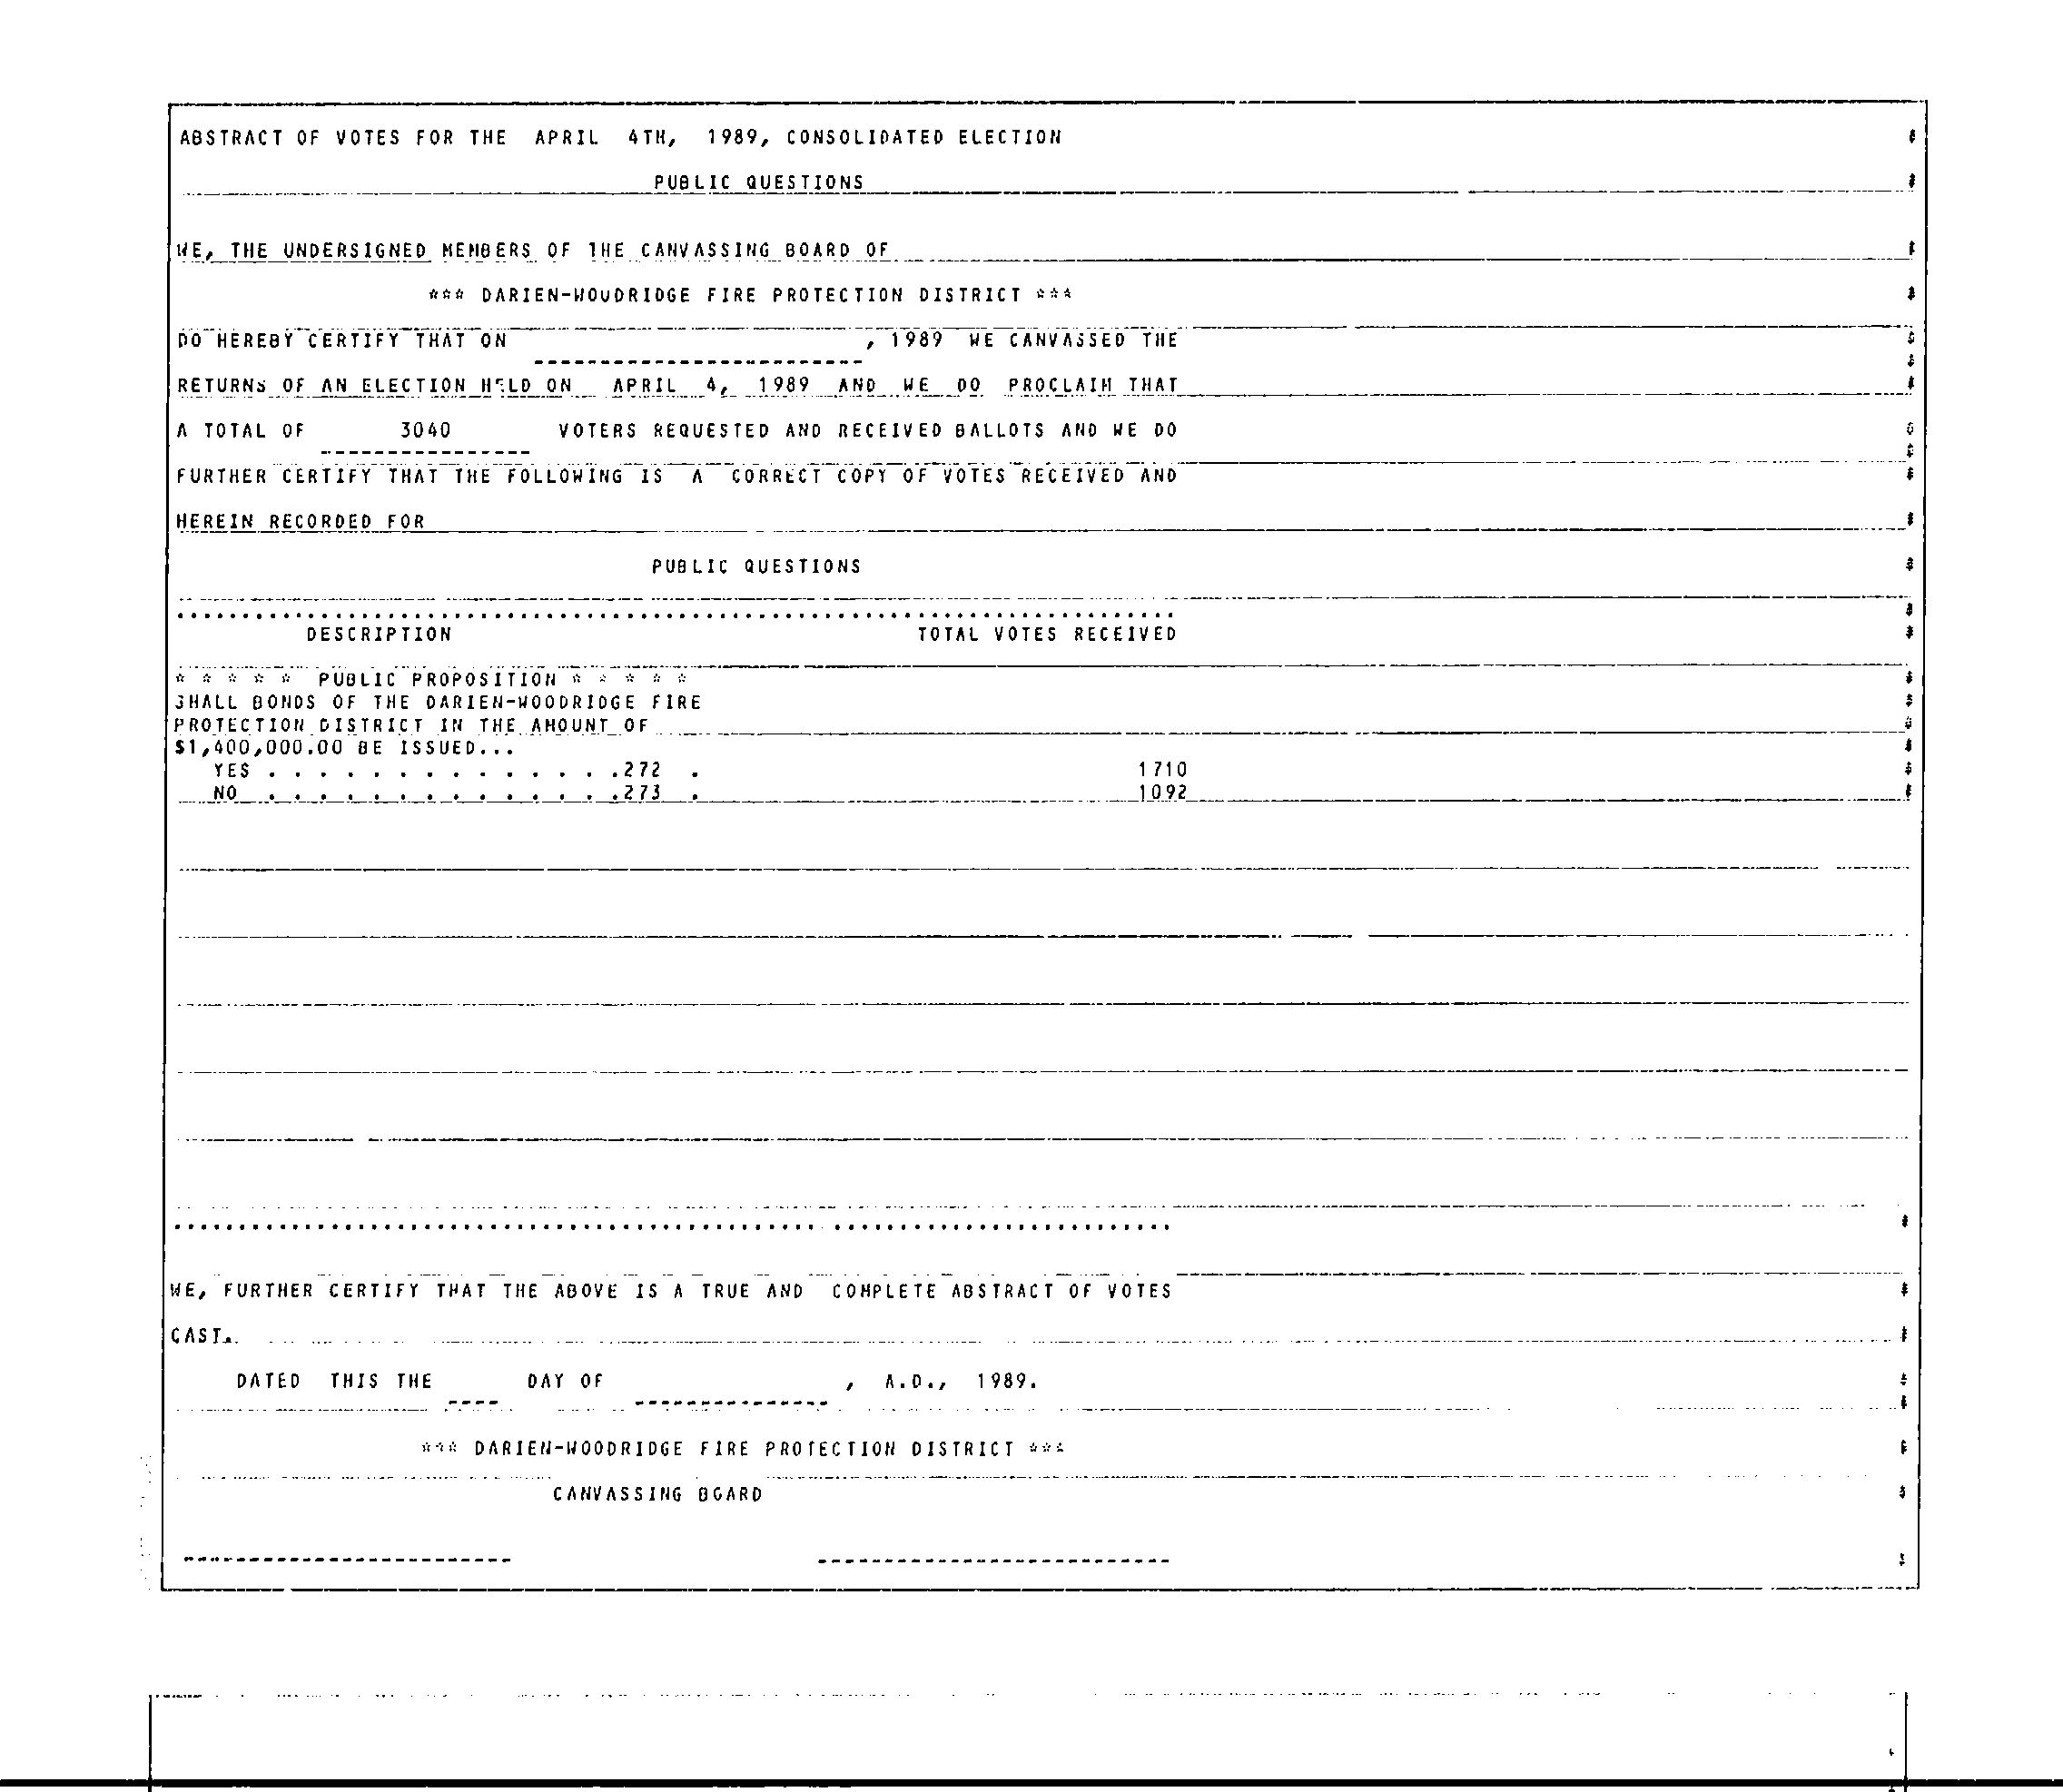 ABSTRACT OF VOTES FOR THE APRIL 4TH, 1989, CONSOLIDATED ELECTION
PUBLIC QUESTIONS
WE, THE UNDERSIGNED MEMBERS OF THE CANVASSING BOARD OF
*** DARIEN-WOODRIDGE FIRE PROTECTION DISTRICT ***
DO HEREBY CERTIFY THAT ON , 1989 WE CANVASSED THE
RETURNS OF AN ELECTION HELD ON APRIL 4, 1989 AND WE DO PROCLAIM THAT
A TOTAL OF 3040 VOTERS REQUESTED AND RECEIVED BALLOTS AND WE DO
FURTHER CERTIFY THAT THE FOLLOWING IS A CORRECT COPY OF VOTES RECEIVED AND
HEREIN RECORDED FOR
PUBLIC QUESTIONS
DESCRIPTION TOTAL VOTES RECEIVED
* * * * * PUBLIC PROPOSITION * * * * *
SHALL BONDS OF THE DARIEN-WOODRIDGE FIRE
PROTECTION DISTRICT IN THE AMOUNT OF
$1,400,000.00 BE ISSUED...
YES . . . . . . . . . . . . . .272 . 1710
NO . . . . . . . . . . . . . .273 . 1092
WE, FURTHER CERTIFY THAT THE ABOVE IS A TRUE AND COMPLETE ABSTRACT OF VOTES
CAST.
DATED THIS THE DAY OF , A.D., 1989.
*** DARIEN-WOODRIDGE FIRE PROTECTION DISTRICT ***
CANVASSING BOARD